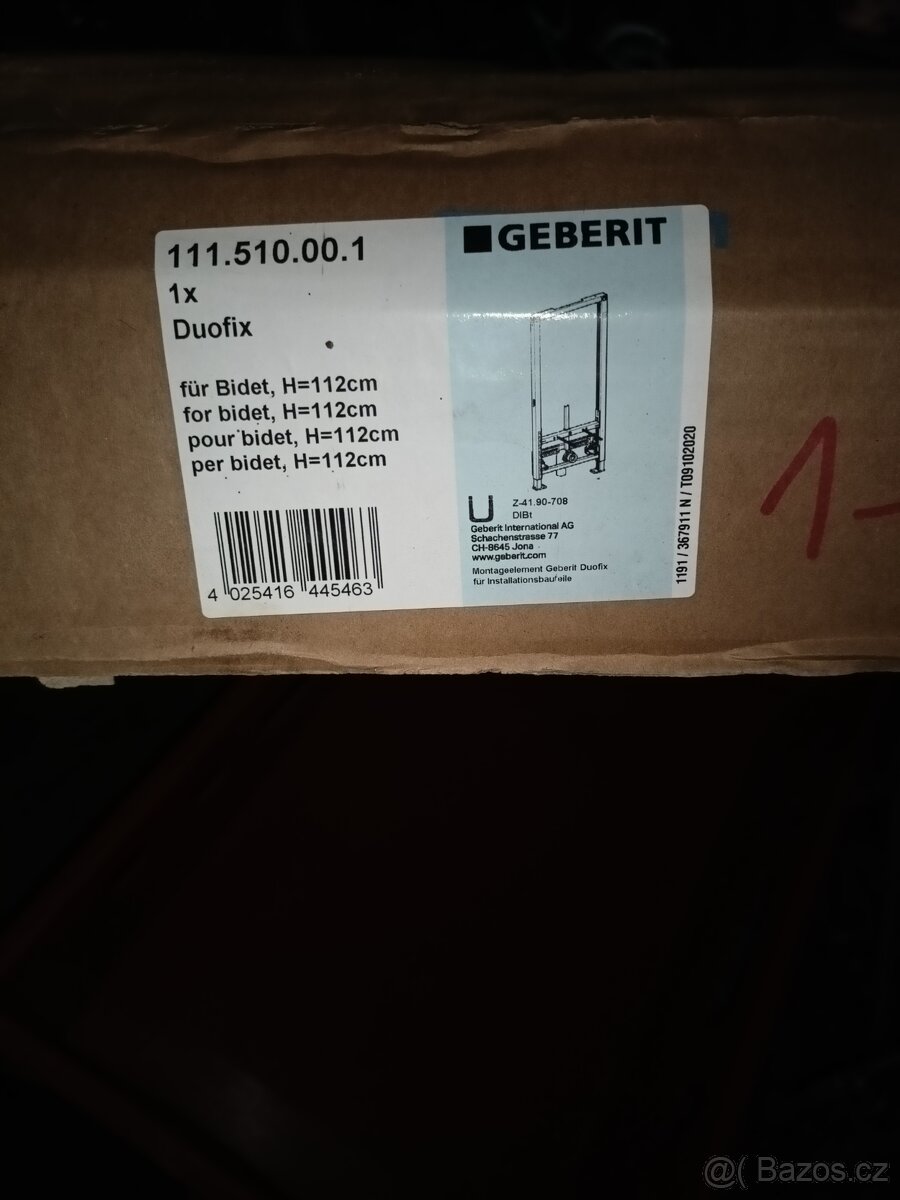 111.510.00.1
1x
Duofix
für Bidet, H=112cm
for bidet, H=112cm
pour bidet, H=112cm
per bidet, H=112cm
4 025416 445463
GEBERIT
Z-41.90-708
DIBt
Geberit International AG
Schachenstrasse 77
CH-8645 Jona
www.geberit.com
Montageelement Geberit Duofix
für Installationsbauteile
1191 / 367911 N / T09102020
1-
@( Bazos.cz